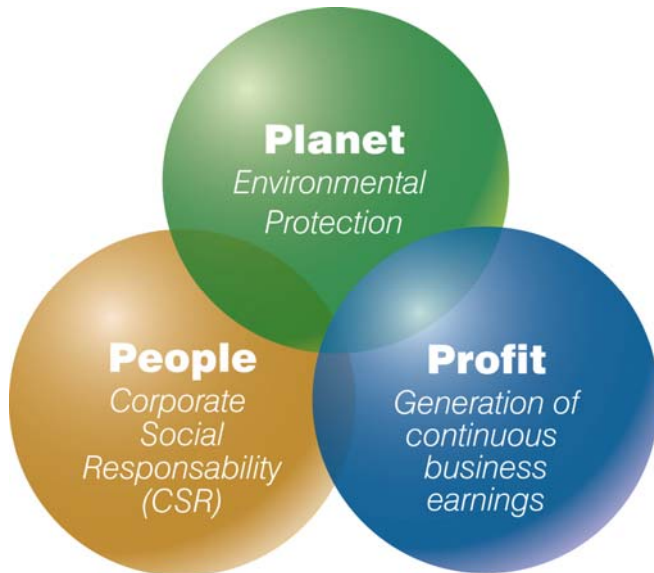 Planet
Environmental
Protection
People
Corporate
Social
Responsability
(CSR)
Profit
Generation of
continuous
business
earnings